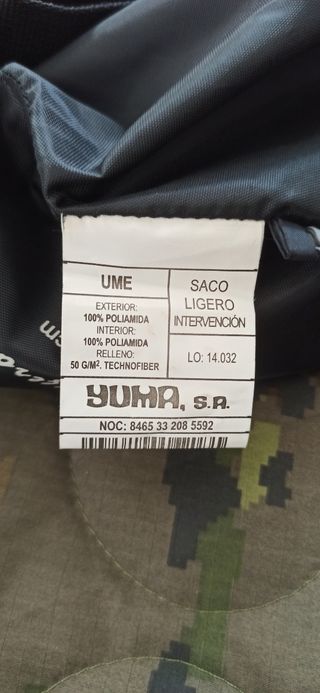 UME
EXTERIOR:
100% POLIAMIDA
INTERIOR:
100% POLIAMIDA
RELLENO:
50 G/M². TECHNOFIBER
SACO
LIGERO
INTERVENCIÓN
LO: 14.032
YUMA, S.A.
NOC: 8465 33 208 5592
cm